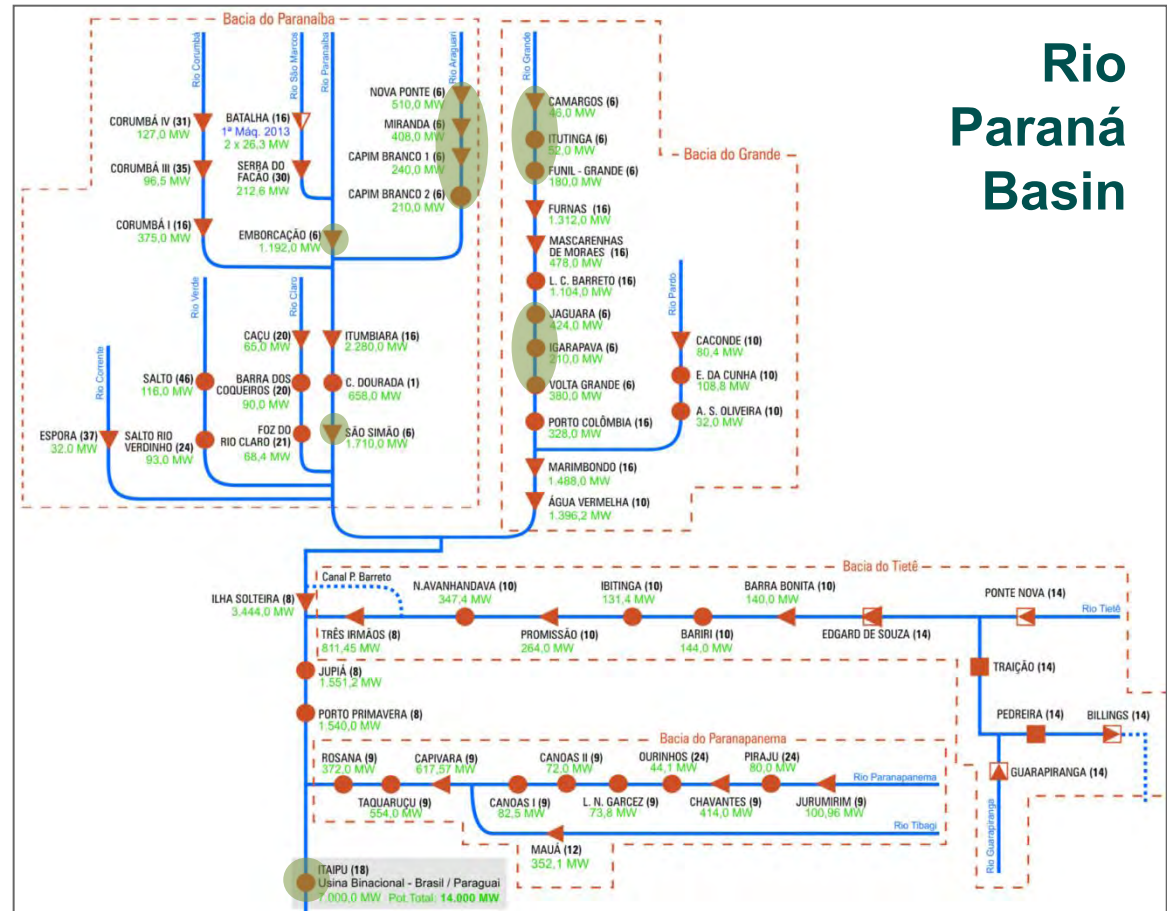 Rio
Paraná
Basin
Bacia do Paranaíba
Rio Corumbá
Rio São Marcos
Rio Paranaíba
Rio Araguari
CORUMBÁ IV (31)
127,0 MW
CORUMBÁ III (35)
96,5 MW
CORUMBÁ I (16)
375,0 MW
BATALHA (16)
1ª Máq. 2013
2 x 26,3 MW
SERRA DO
FACÃO (30)
212,6 MW
EMBORCAÇÃO (6)
1.192,0 MW
NOVA PONTE (6)
510,0 MW
MIRANDA (6)
408,0 MW
CAPIM BRANCO 1 (6)
240,0 MW
CAPIM BRANCO 2 (6)
210,0 MW
Rio Corrente
Rio Verde
Rio Claro
ESPORA (37)
32.0 MW
SALTO (46)
116,0 MW
SALTO RIO
VERDINHO (24)
93,0 MW
CAÇU (20)
65,0 MW
BARRA DOS
COQUEIROS (20)
90,0 MW
FOZ DO
RIO CLARO (21)
68,4 MW
ITUMBIARA (16)
2.280,0 MW
C. DOURADA (1)
658,0 MW
SÃO SIMÃO (6)
1.710,0 MW
Bacia do Grande
Rio Grande
CAMARGOS (6)
46,0 MW
ITUTINGA (6)
52,0 MW
FUNIL - GRANDE (6)
180,0 MW
FURNAS (16)
1.312,0 MW
MASCARENHAS
DE MORAES (16)
478,0 MW
L. C. BARRETO (16)
1.104,0 MW
JAGUARA (6)
424,0 MW
IGARAPAVA (6)
210,0 MW
VOLTA GRANDE (6)
380,0 MW
PORTO COLÔMBIA (16)
328,0 MW
MARIMBONDO (16)
1.488,0 MW
ÁGUA VERMELHA (10)
1.396,2 MW
Rio Pardo
CACONDE (10)
80,4 MW
E. DA CUNHA (10)
108,8 MW
A. S. OLIVEIRA (10)
32,0 MW
Bacia do Tietê
Canal P. Barreto
ILHA SOLTEIRA (8)
3.444,0 MW
TRÊS IRMÃOS (8)
811,45 MW
N.AVANHANDAVA (10)
347,4 MW
PROMISSÃO (10)
264,0 MW
IBITINGA (10)
131,4 MW
BARIRI (10)
144,0 MW
BARRA BONITA (10)
140,0 MW
EDGARD DE SOUZA (14)
PONTE NOVA (14)
Rio Tietê
TRAIÇÃO (14)
PEDREIRA (14)
BILLINGS (14)
GUARAPIRANGA (14)
Rio Guarapiranga
JUPIÁ (8)
1.551,2 MW
PORTO PRIMAVERA (8)
1.540,0 MW
Bacia do Paranapanema
ROSANA (9)
372,0 MW
TAQUARUÇU (9)
554,0 MW
CAPIVARA (9)
617,57 MW
CANOAS I (9)
82,5 MW
CANOAS II (9)
72,0 MW
L. N. GARCEZ (9)
73,8 MW
OURINHOS (24)
44,1 MW
CHAVANTES (9)
414,0 MW
PIRAJU (24)
80,0 MW
JURUMIRIM (9)
100,96 MW
Rio Paranapanema
Rio Tibagi
MAUÁ (12)
352,1 MW
ITAIPU (18)
Usina Binacional - Brasil / Paraguai
7.000,0 MW Pot.Total: 14.000 MW